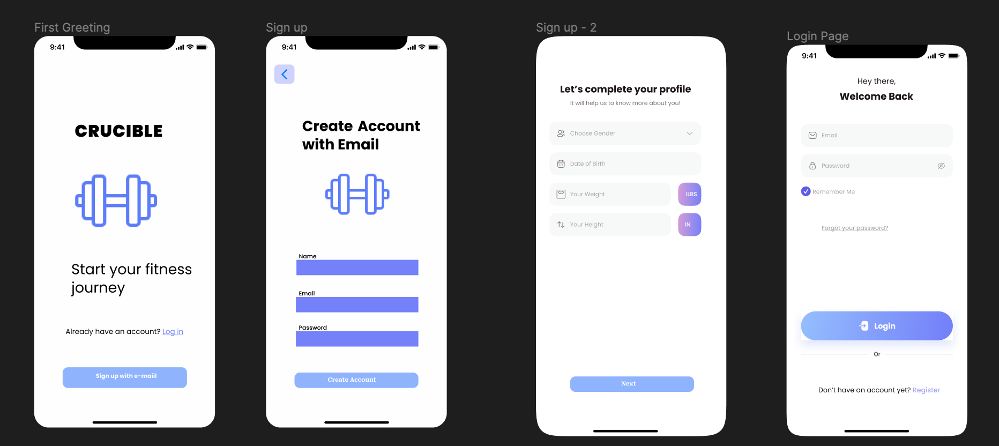 First Greeting
9:41
CRUCIBLE
Start your fitness
journey
Already have an account? Log in
Sign up with e-maiil
Sign up
9:41
Create Account
with Email
Name
Email
Password
Create Account
Sign up - 2
Let's complete your profile
It will help us to know more about you!
Choose Gender
Date of Birth
Your Weight
ILBS
Your Height
IN
Next
Login Page
9:41
Hey there,
Welcome Back
Email
Password
Remember Me
Forgot your password?
Login
Or
Don't have an account yet? Register